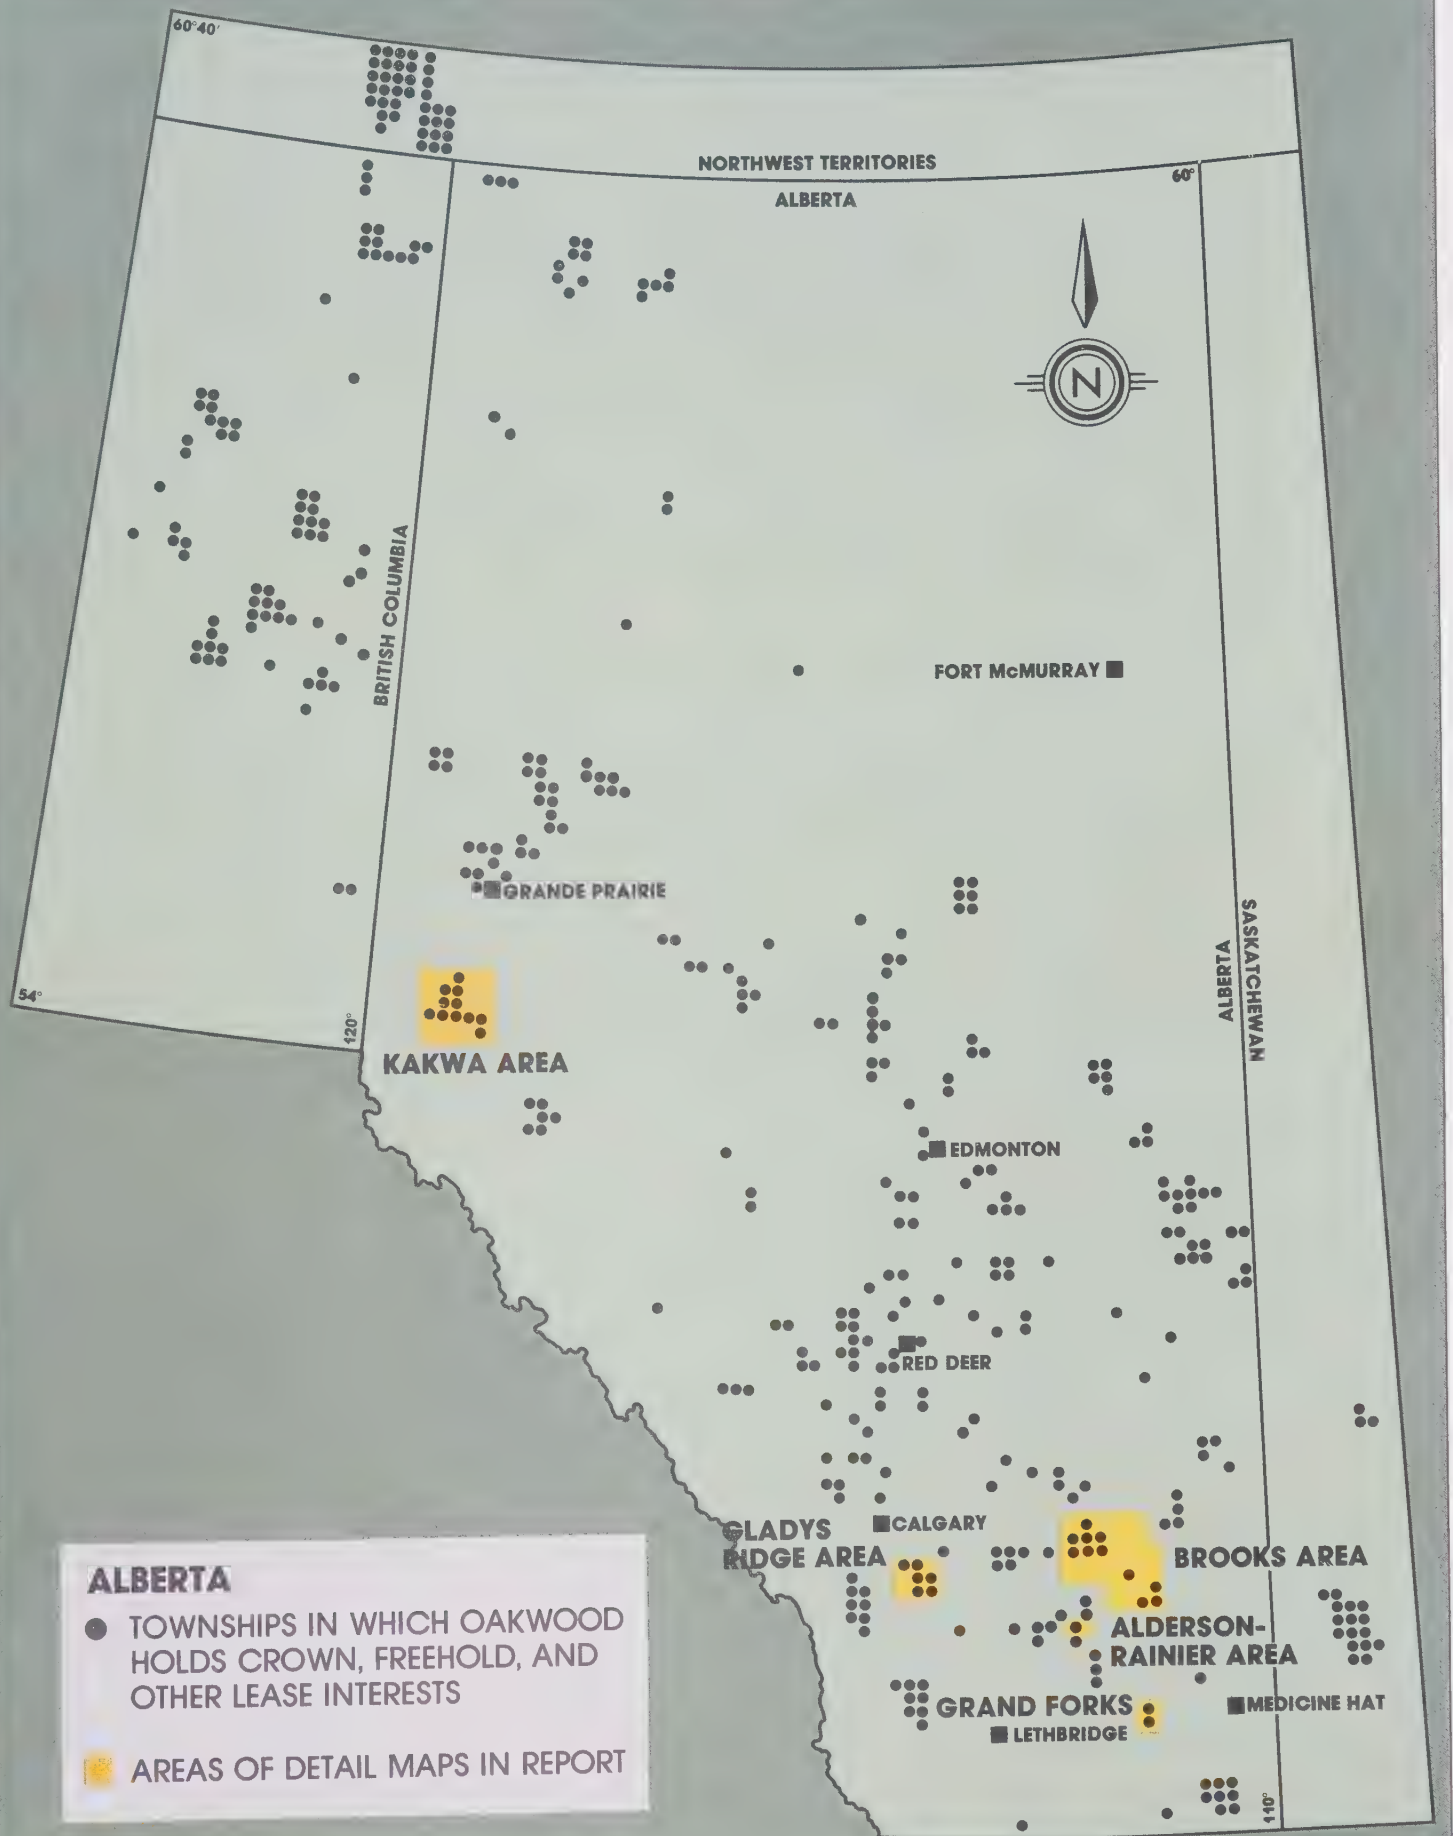 60°40'
NORTHWEST TERRITORIES
60°
ALBERTA
N
BRITISH COLUMBIA
FORT McMURRAY
GRANDE PRAIRIE
ALBERTA
SASKATCHEWAN
54°
120°
KAKWA AREA
EDMONTON
RED DEER
GLADYS
RIDGE AREA
CALGARY
BROOKS AREA
ALDERSON-
RAINIER AREA
GRAND FORKS
MEDICINE HAT
LETHBRIDGE
110°
ALBERTA
TOWNSHIPS IN WHICH OAKWOOD
HOLDS CROWN, FREEHOLD, AND
OTHER LEASE INTERESTS
AREAS OF DETAIL MAPS IN REPORT